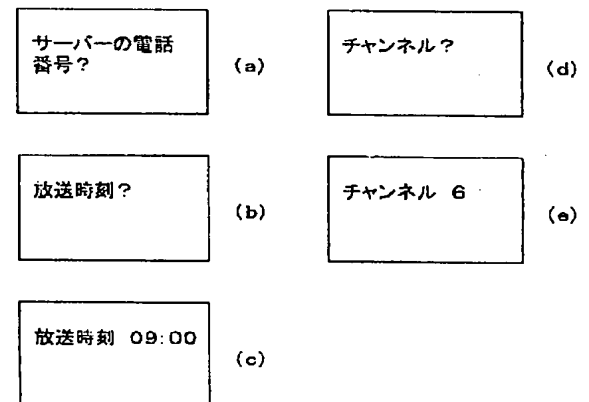 サーバーの電話
番号？
(a)
放送時刻？
(b)
放送時刻 09:00
(c)
チャンネル？
(d)
チャンネル 6
(e)